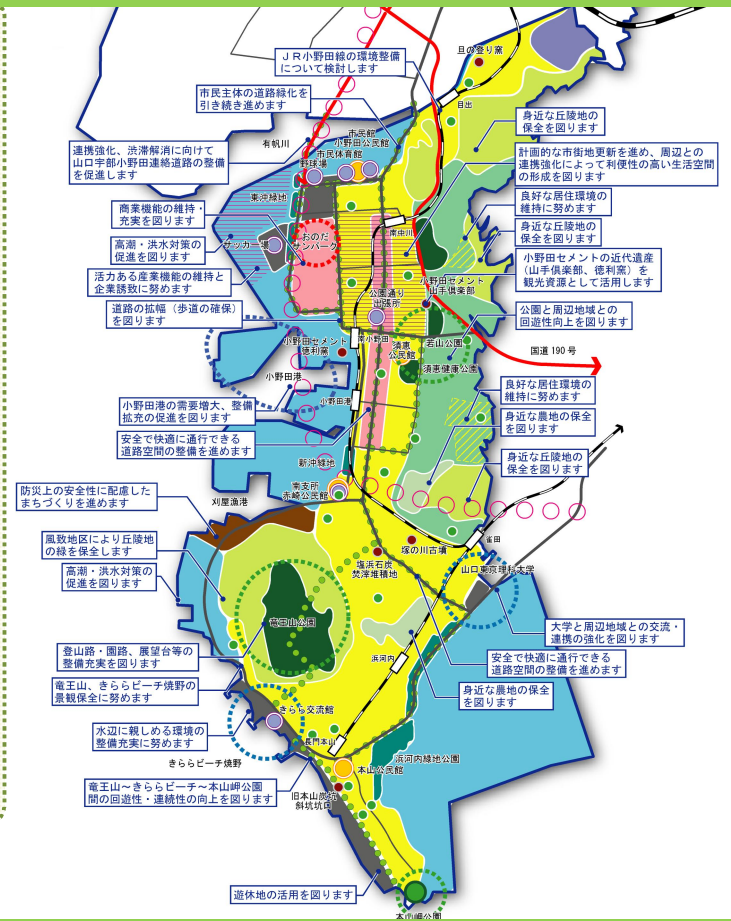 ＪＲ小野田線の環境整備
について検討します
旦の登り窯
市民主体の道路緑化を
引き続き進めます
目出
身近な丘陵地の
保全を図ります
有帆川
市民館
小野田公民館
市民体育館
野球場
連携強化、渋滞解消に向けて
山口宇部小野田連絡道路の整備
を促進します
計画的な市街地更新を進め、周辺との
連携強化によって利便性の高い生活空間
の形成を図ります
東沖緑地
良好な居住環境の
維持に努めます
商業機能の維持・
充実を図ります
おのだ
サンパーク
南中川
身近な丘陵地の
保全を図ります
高潮・洪水対策の
促進を図ります
サッカー場
小野田セメントの近代遺産
（山手倶楽部、徳利窯）を
観光資源として活用します
活力ある産業機能の維持と
企業誘致に努めます
小野田セメント
山手倶楽部
公園通り
出張所
道路の拡幅（歩道の確保）
を図ります
公園と周辺地域との
回遊性向上を図ります
小野田セメント
徳利窯
南小野田
須恵
公民館
若山公園
国道190号
須恵健康公園
小野田港
良好な居住環境の
維持に努めます
小野田港
小野田港の需要増大、整備
拡充の促進を図ります
身近な農地の保全
を図ります
安全で快適に通行できる
道路空間の整備を進めます
新沖緑地
身近な丘陵地の
保全を図ります
南支所
赤崎公民館
防災上の安全性に配慮した
まちづくりを進めます
刈屋漁港
風致地区により丘陵地
の緑を保全します
塚の川古墳
雀田
塩浜石炭
焚滓堆積地
山口東京理科大学
高潮・洪水対策の
促進を図ります
竜王山公園
大学と周辺地域との交流・
連携の強化を図ります
登山路・園路、展望台等の
整備充実を図ります
浜河内
安全で快適に通行できる
道路空間の整備を進めます
竜王山、きららビーチ焼野の
景観保全に努めます
身近な農地の保全
を図ります
きらら交流館
水辺に親しめる環境の
整備充実に努めます
長門本山
きららビーチ焼野
浜河内緑地公園
本山公民館
竜王山～きららビーチ～本山岬公園
間の回遊性・連続性の向上を図ります
旧本山炭坑
斜坑坑口
遊休地の活用を図ります
本山岬公園